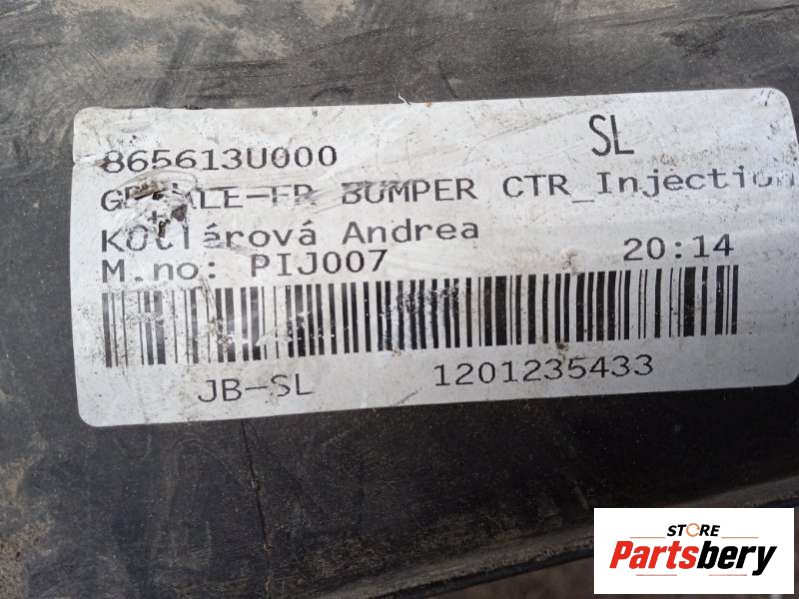 865613U000 SL
BUMPER CTR_Injection
Andrea
M.no: PIJ007 20:14
JB-SL 1201235433
STORE
Partsbery